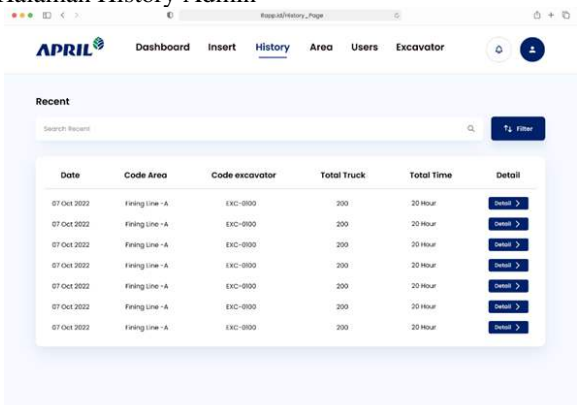 Halaman History Admin
Rapp.id/History_Page
APRIL
Dashboard Insert History Area Users Excavator
Recent
Search Recent
Filter
Date Code Area Code excavator Total Truck Total Time Detail
07 Oct 2022 Fining Line -A EXC-0100 200 20 Hour Detail
07 Oct 2022 Fining Line -A EXC-0100 200 20 Hour Detail
07 Oct 2022 Fining Line -A EXC-0100 200 20 Hour Detail
07 Oct 2022 Fining Line -A EXC-0100 200 20 Hour Detail
07 Oct 2022 Fining Line -A EXC-0100 200 20 Hour Detail
07 Oct 2022 Fining Line -A EXC-0100 200 20 Hour Detail
07 Oct 2022 Fining Line -A EXC-0100 200 20 Hour Detail